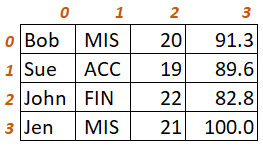 0 1 2 3
0 Bob MIS 20 91.3
1 Sue ACC 19 89.6
2 John FIN 22 82.8
3 Jen MIS 21 100.0